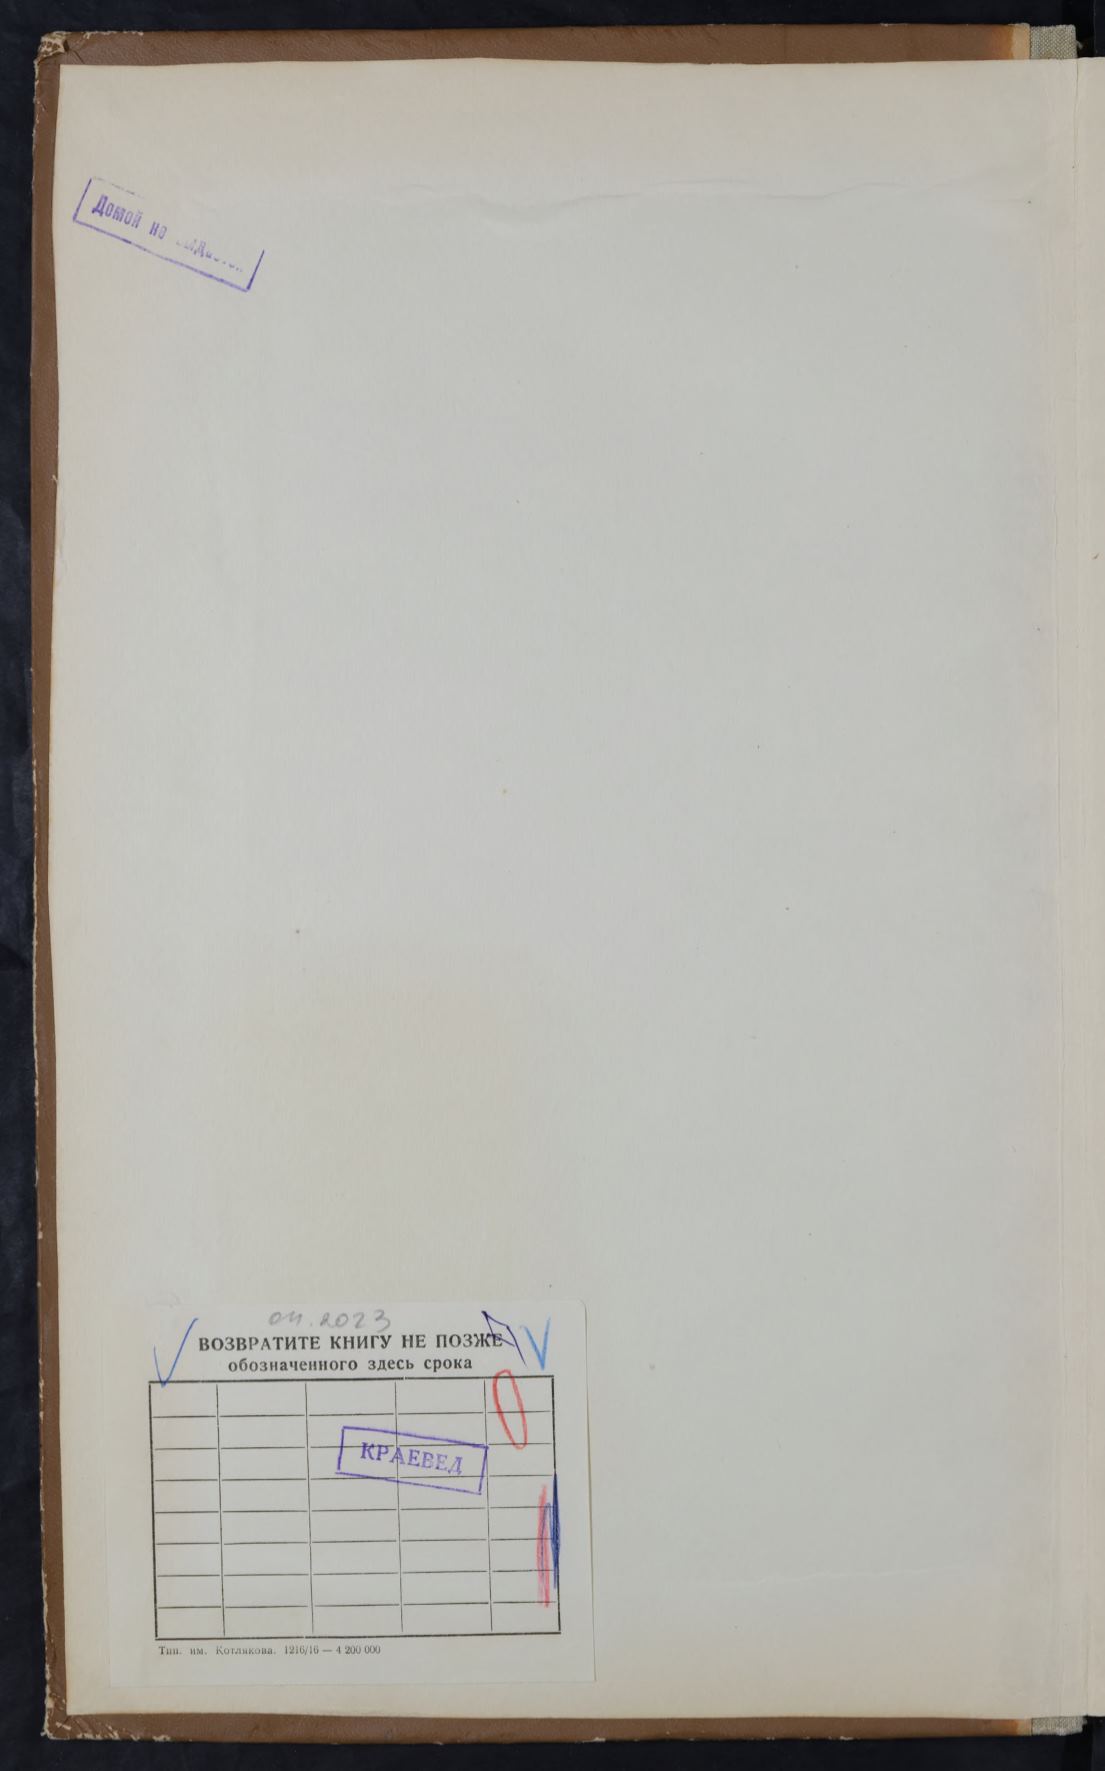 Домой не
04.2023
ВОЗВРАТИТЕ КНИГУ НЕ ПОЗЖЕ
обозначенного здесь срока
КРАЕВЕД
Тип. им. Котлякова. 1216/16 — 4 200 000